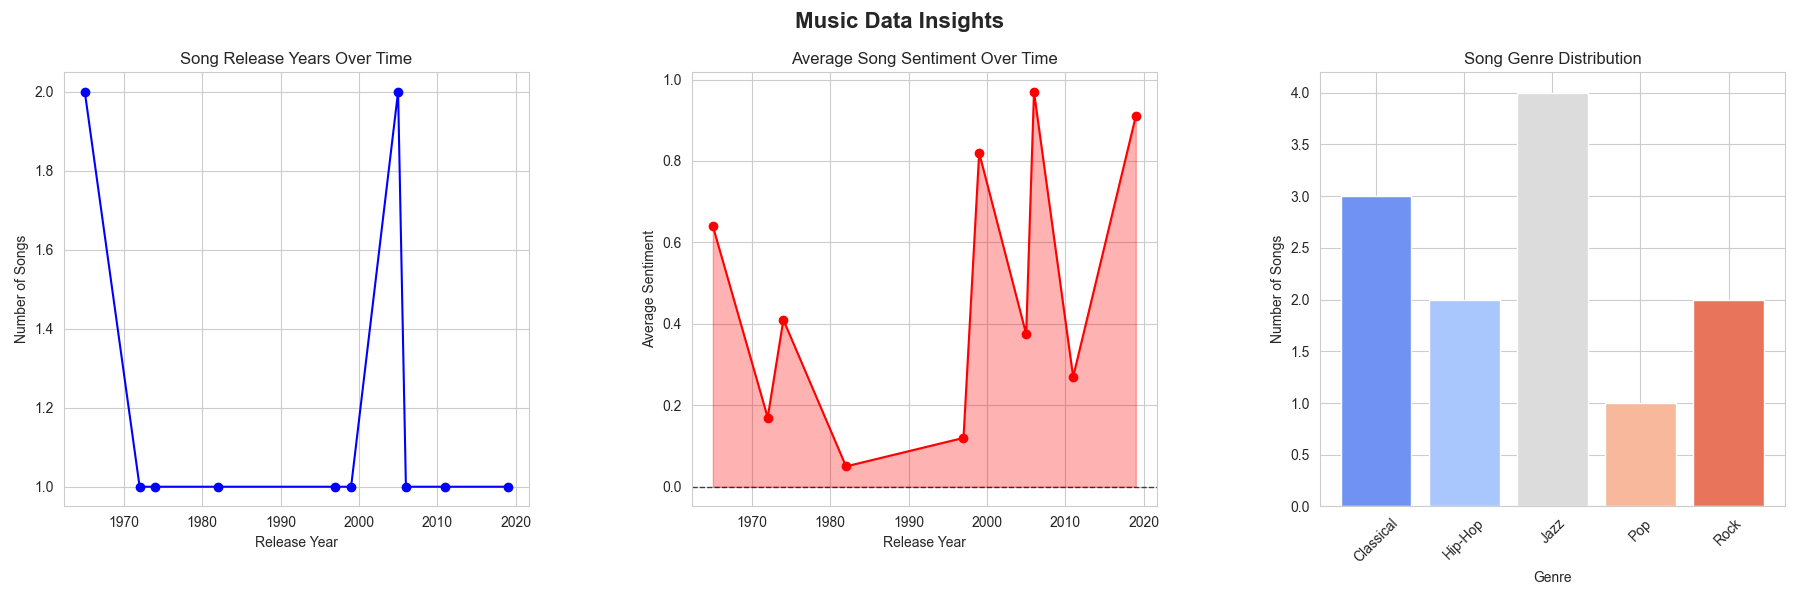 Music Data Insights
Song Release Years Over Time
2.0
1.8
1.6
1.4
1.2
1.0
Number of Songs
1970 1980 1990 2000 2010 2020
Release Year
Average Song Sentiment Over Time
1.0
0.8
0.6
0.4
0.2
0.0
Average Sentiment
1970 1980 1990 2000 2010 2020
Release Year
Song Genre Distribution
4.0
3.5
3.0
2.5
2.0
1.5
1.0
0.5
0.0
Number of Songs
Classical Hip-Hop Jazz Pop Rock
Genre